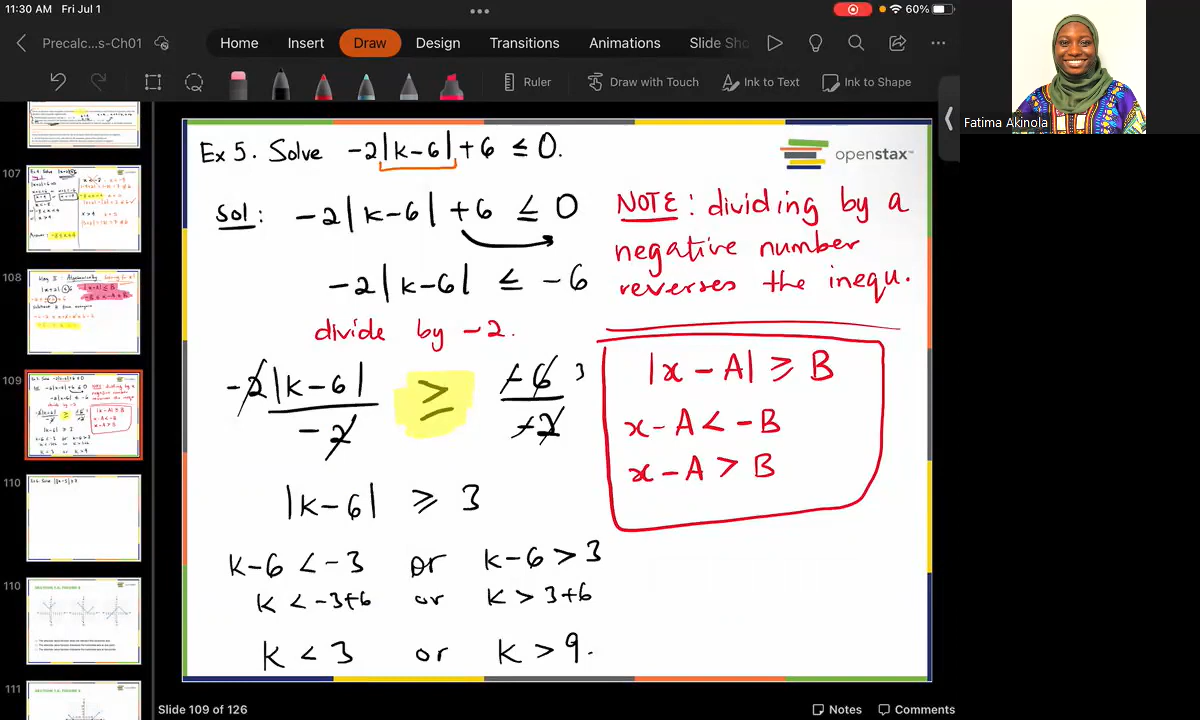 11:30 AM Fri Jul 1
60%
Precalc...s-Ch01
Home
Insert
Draw
Design
Transitions
Animations
Slide Sho
Ruler
Draw with Touch
Ink to Text
Ink to Shape
Fatima Akinola
107
108
109
110
110
111
Ex 5. Solve -2|k-6|+6 ≤ 0.
openstax™
Sol: -2|k-6| +6 ≤ 0
-2|k-6| ≤ -6
divide by -2.
-2|k-6| / -2 ≥ -6 / -2 3
|k-6| ≥ 3
k-6 < -3 or k-6 > 3
k < -3+6 or k > 3+6
k < 3 or k > 9.
NOTE: dividing by a
negative number
reverses the inequ.
|x - A| ≥ B
x - A < - B
x - A > B
Slide 109 of 126
Notes
Comments